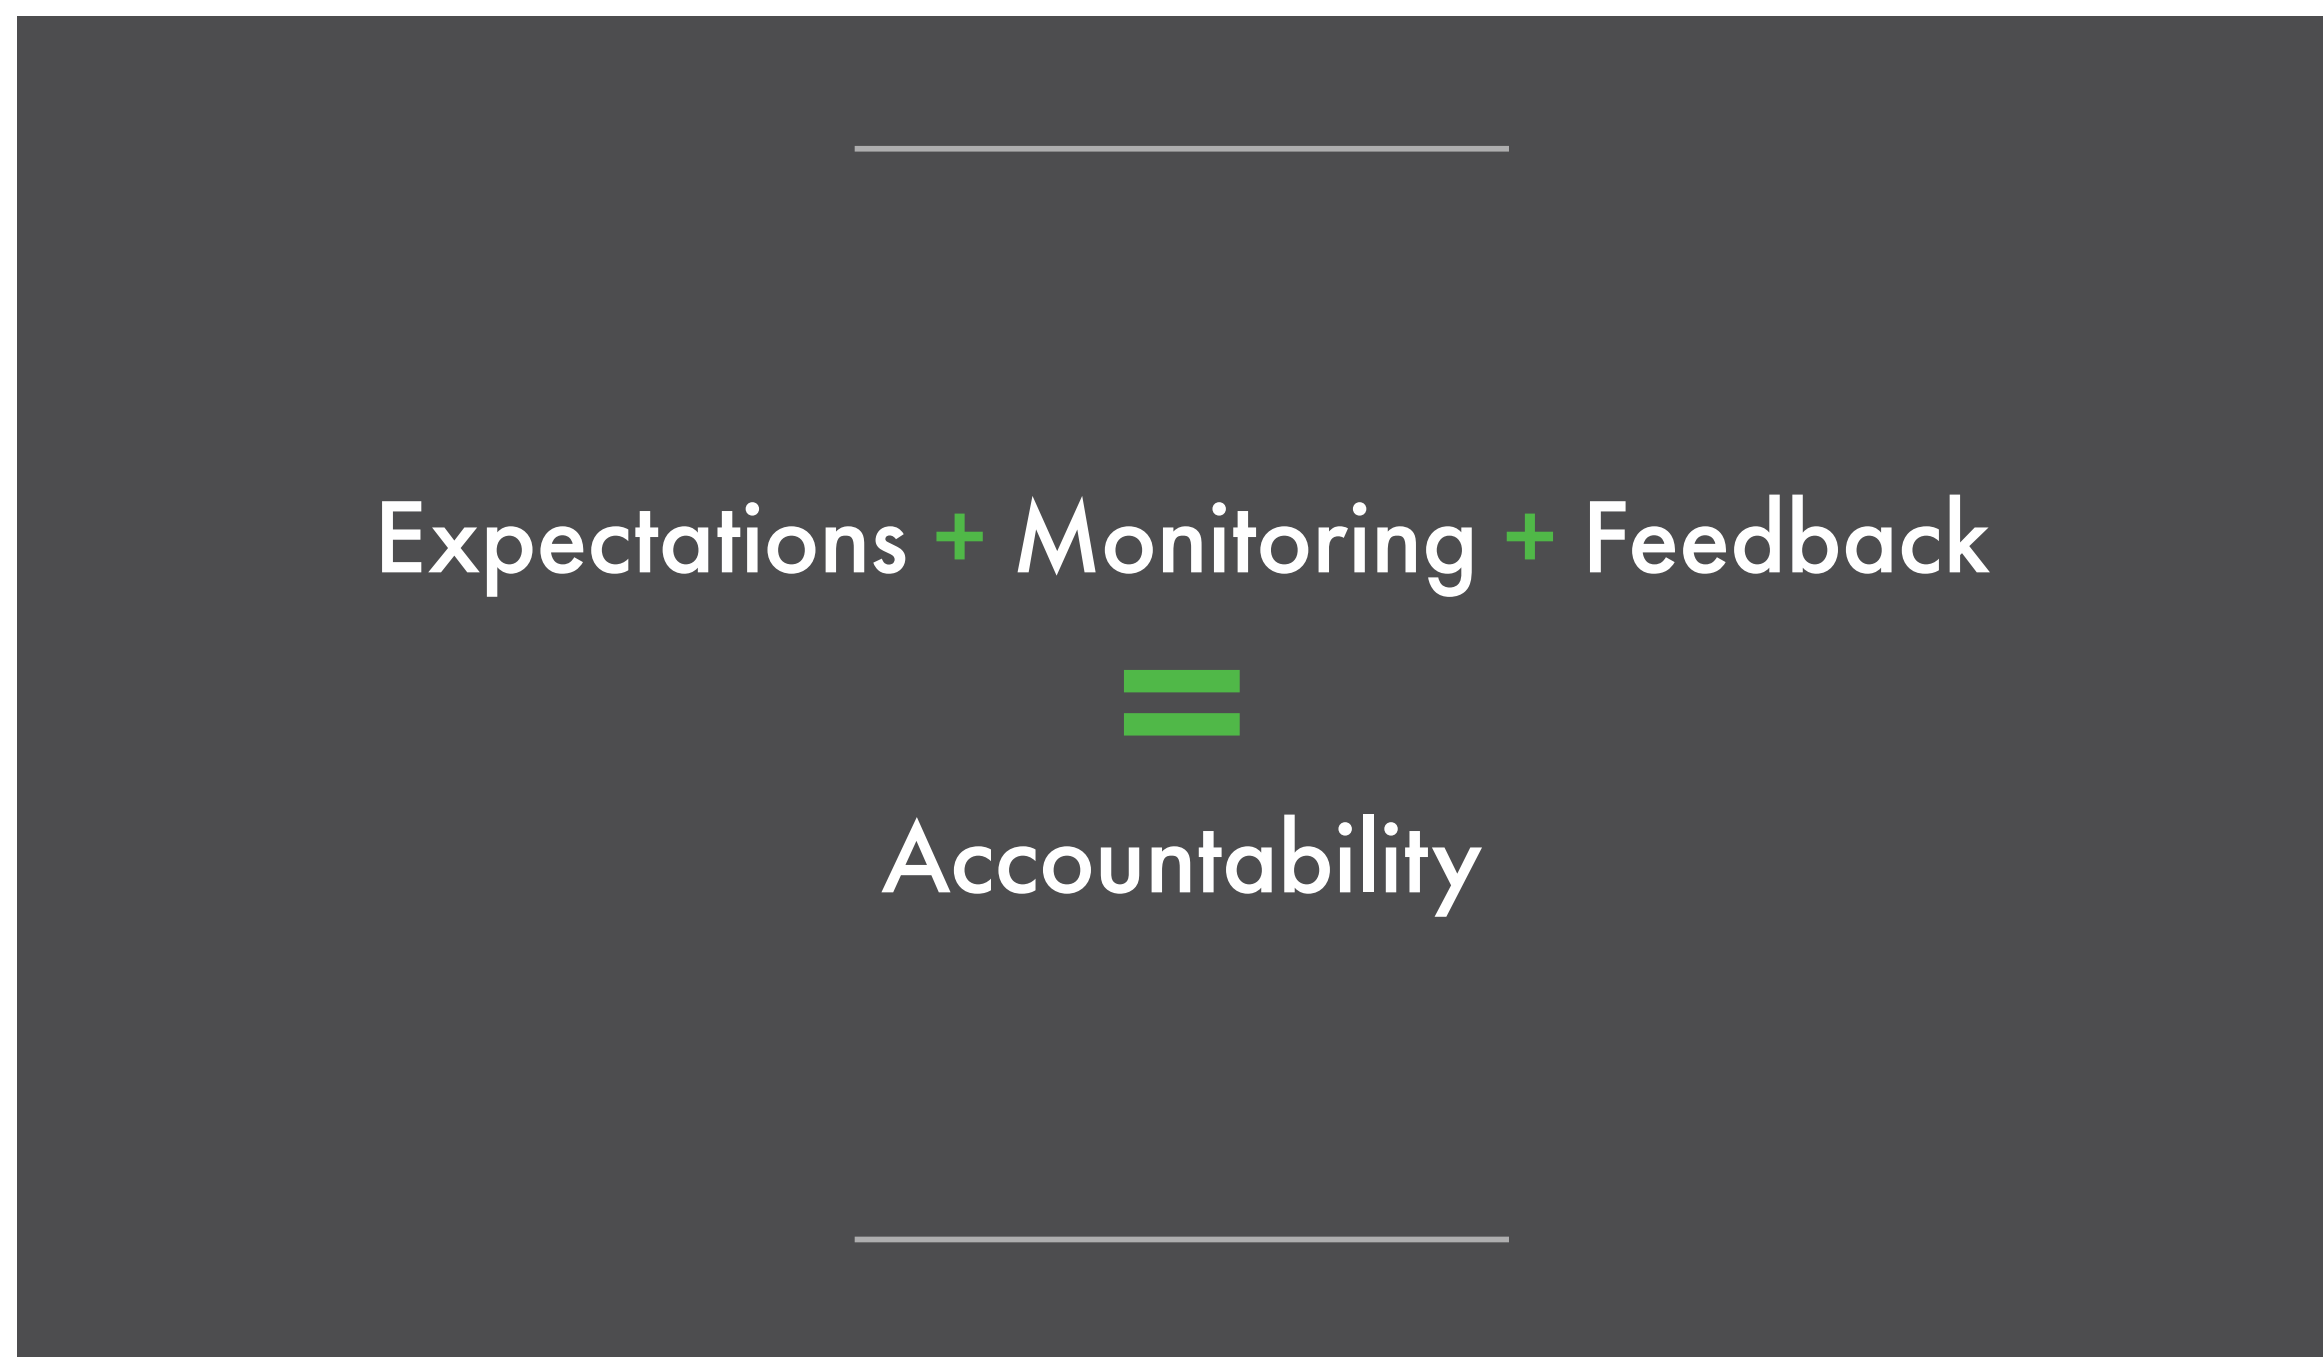 Expectations + Monitoring + Feedback
=
Accountability